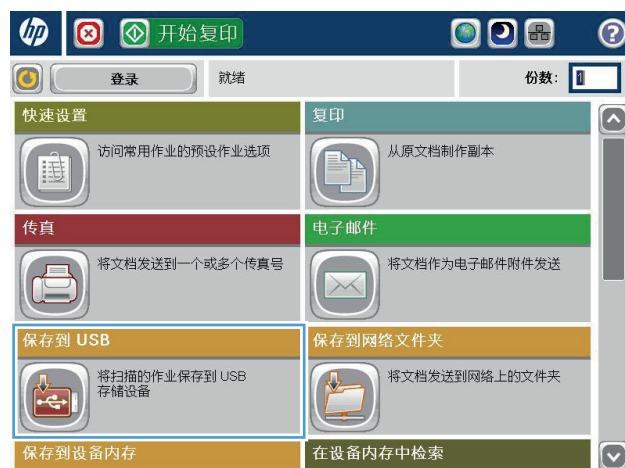 hp 开始复印 ?
登录 就绪 份数: 1
快速设置 复印
访问常用作业的预设作业选项 从原文档制作副本
传真 电子邮件
将文档发送到一个或多个传真号 将文档作为电子邮件附件发送
保存到 USB 保存到网络文件夹
将扫描的作业保存到 USB 将文档发送到网络上的文件夹
存储设备
保存到设备内存 在设备内存中检索